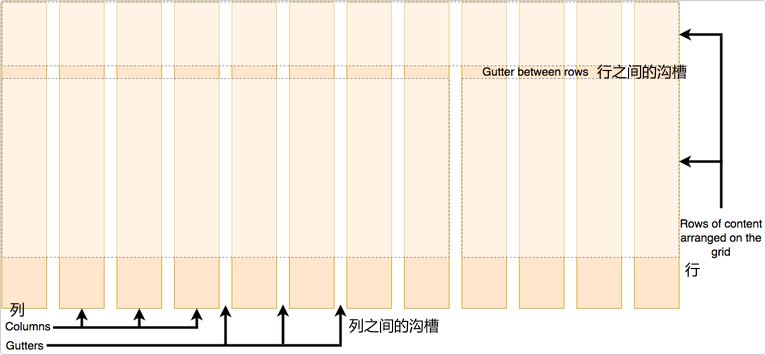 Gutter between rows 行之间的沟槽
Rows of content
arranged on the
grid
行
列
Columns
列之间的沟槽
Gutters